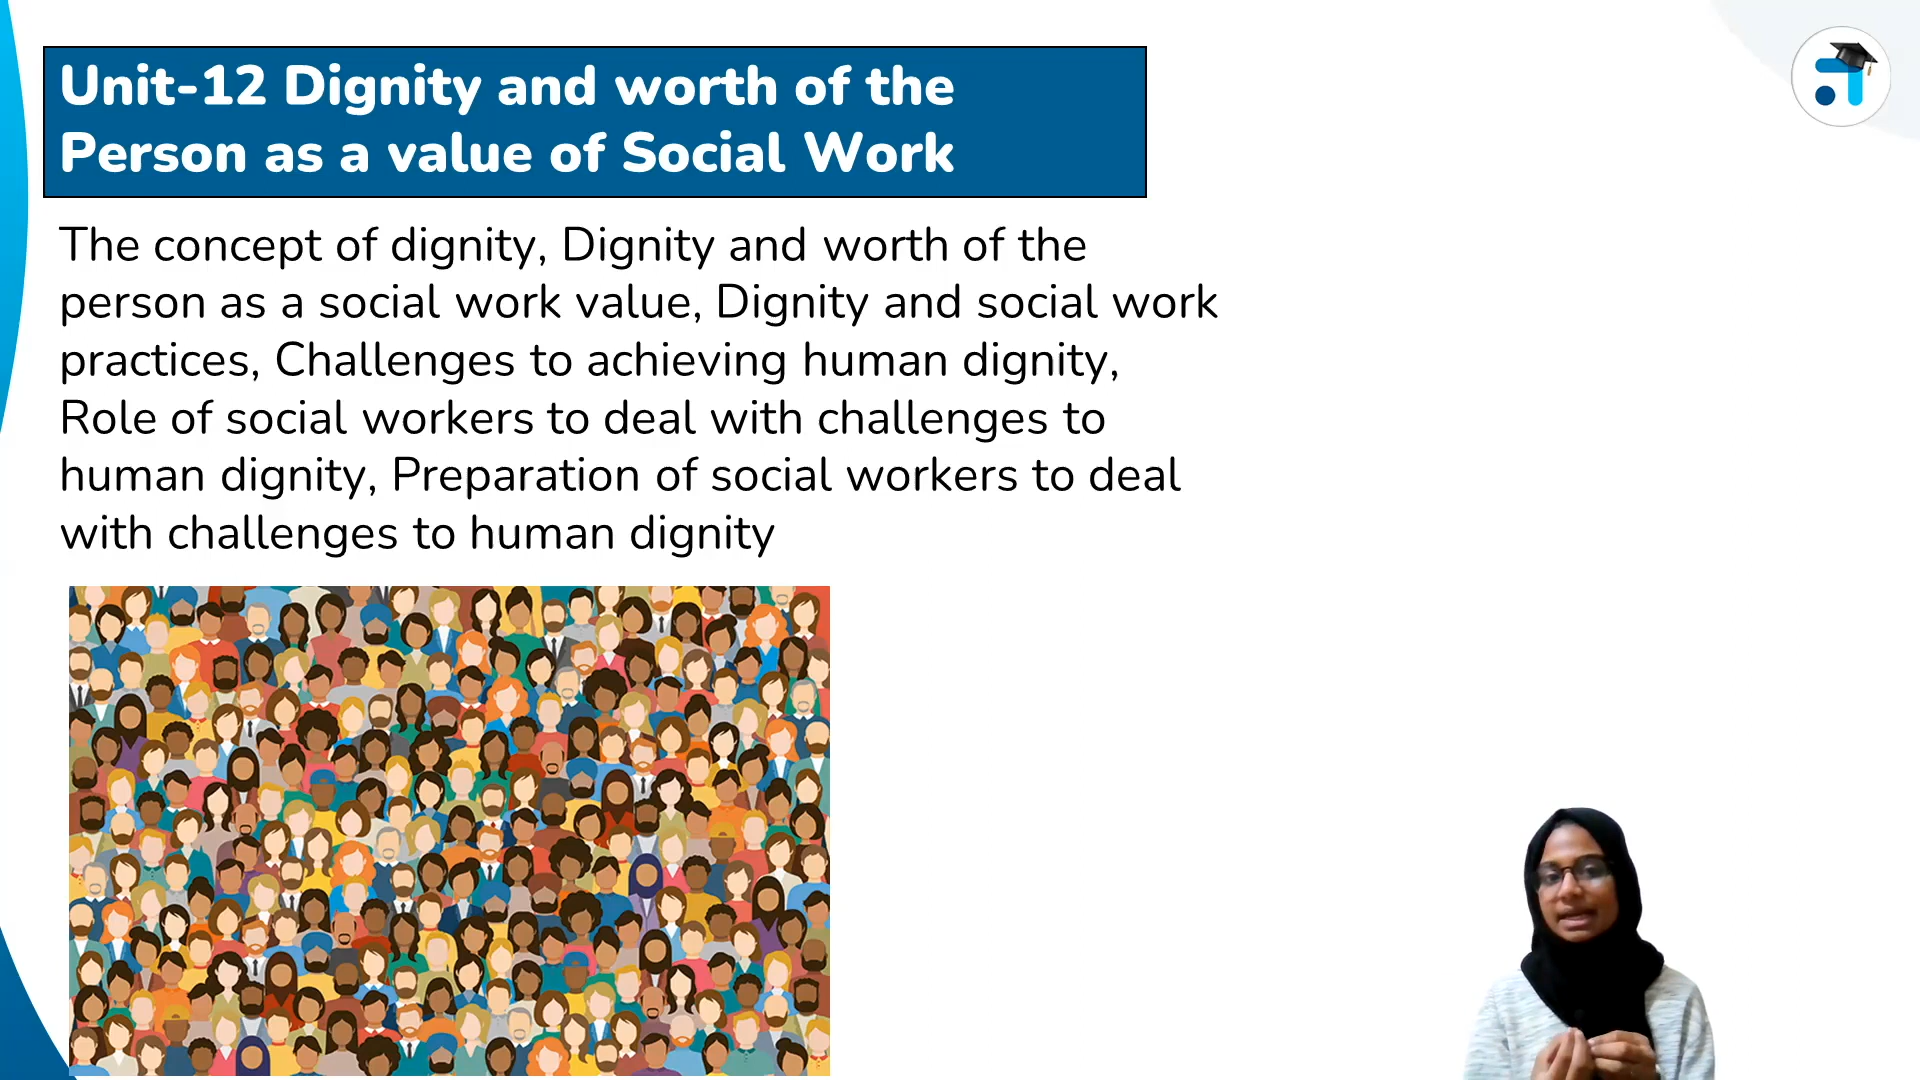 Unit-12 Dignity and worth of the
Person as a value of Social Work
The concept of dignity, Dignity and worth of the
person as a social work value, Dignity and social work
practices, Challenges to achieving human dignity,
Role of social workers to deal with challenges to
human dignity, Preparation of social workers to deal
with challenges to human dignity